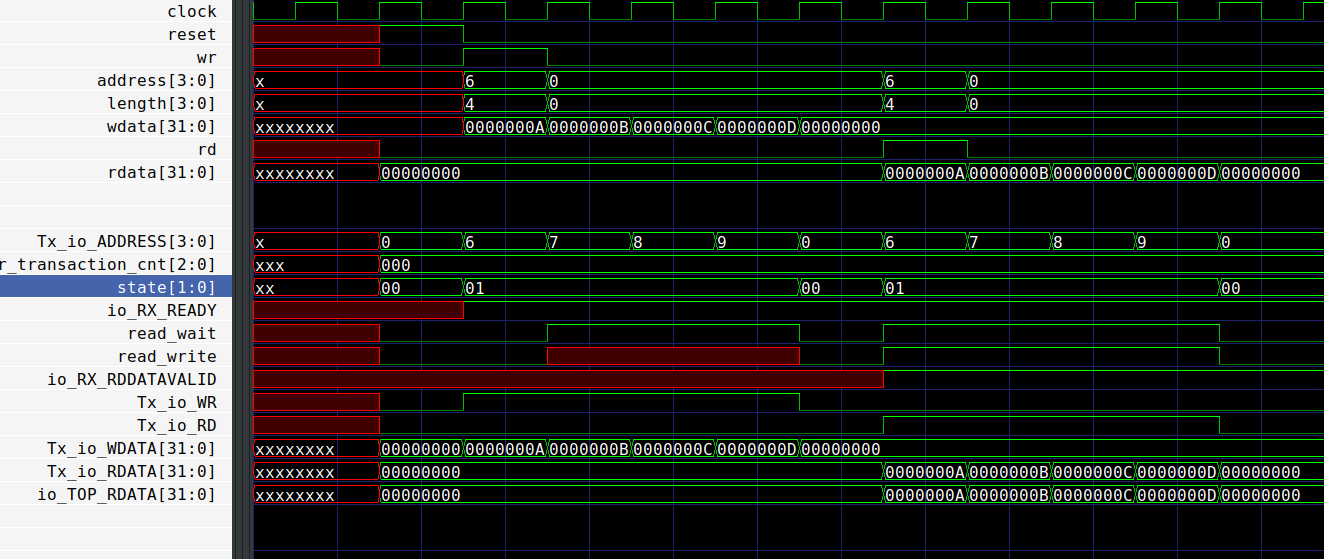 clock
reset
wr
address[3:0] x 6 0 6 0
length[3:0] x 4 0 4 0
wdata[31:0] xxxxxxxx 0000000A 0000000B 0000000C 0000000D 00000000
rd
rdata[31:0] xxxxxxxx 00000000 0000000A 0000000B 0000000C 0000000D 00000000
Tx_io_ADDRESS[3:0] x 0 6 7 8 9 0 6 7 8 9 0
r_transaction_cnt[2:0] xxx 000
state[1:0] xx 00 01 00 01 00
io_RX_READY
read_wait
read_write
io_RX_RDDATAVALID
Tx_io_WR
Tx_io_RD
Tx_io_WDATA[31:0] xxxxxxxx 00000000 0000000A 0000000B 0000000C 0000000D 00000000
Tx_io_RDATA[31:0] xxxxxxxx 00000000 0000000A 0000000B 0000000C 0000000D 00000000
io_TOP_RDATA[31:0] xxxxxxxx 00000000 0000000A 0000000B 0000000C 0000000D 00000000